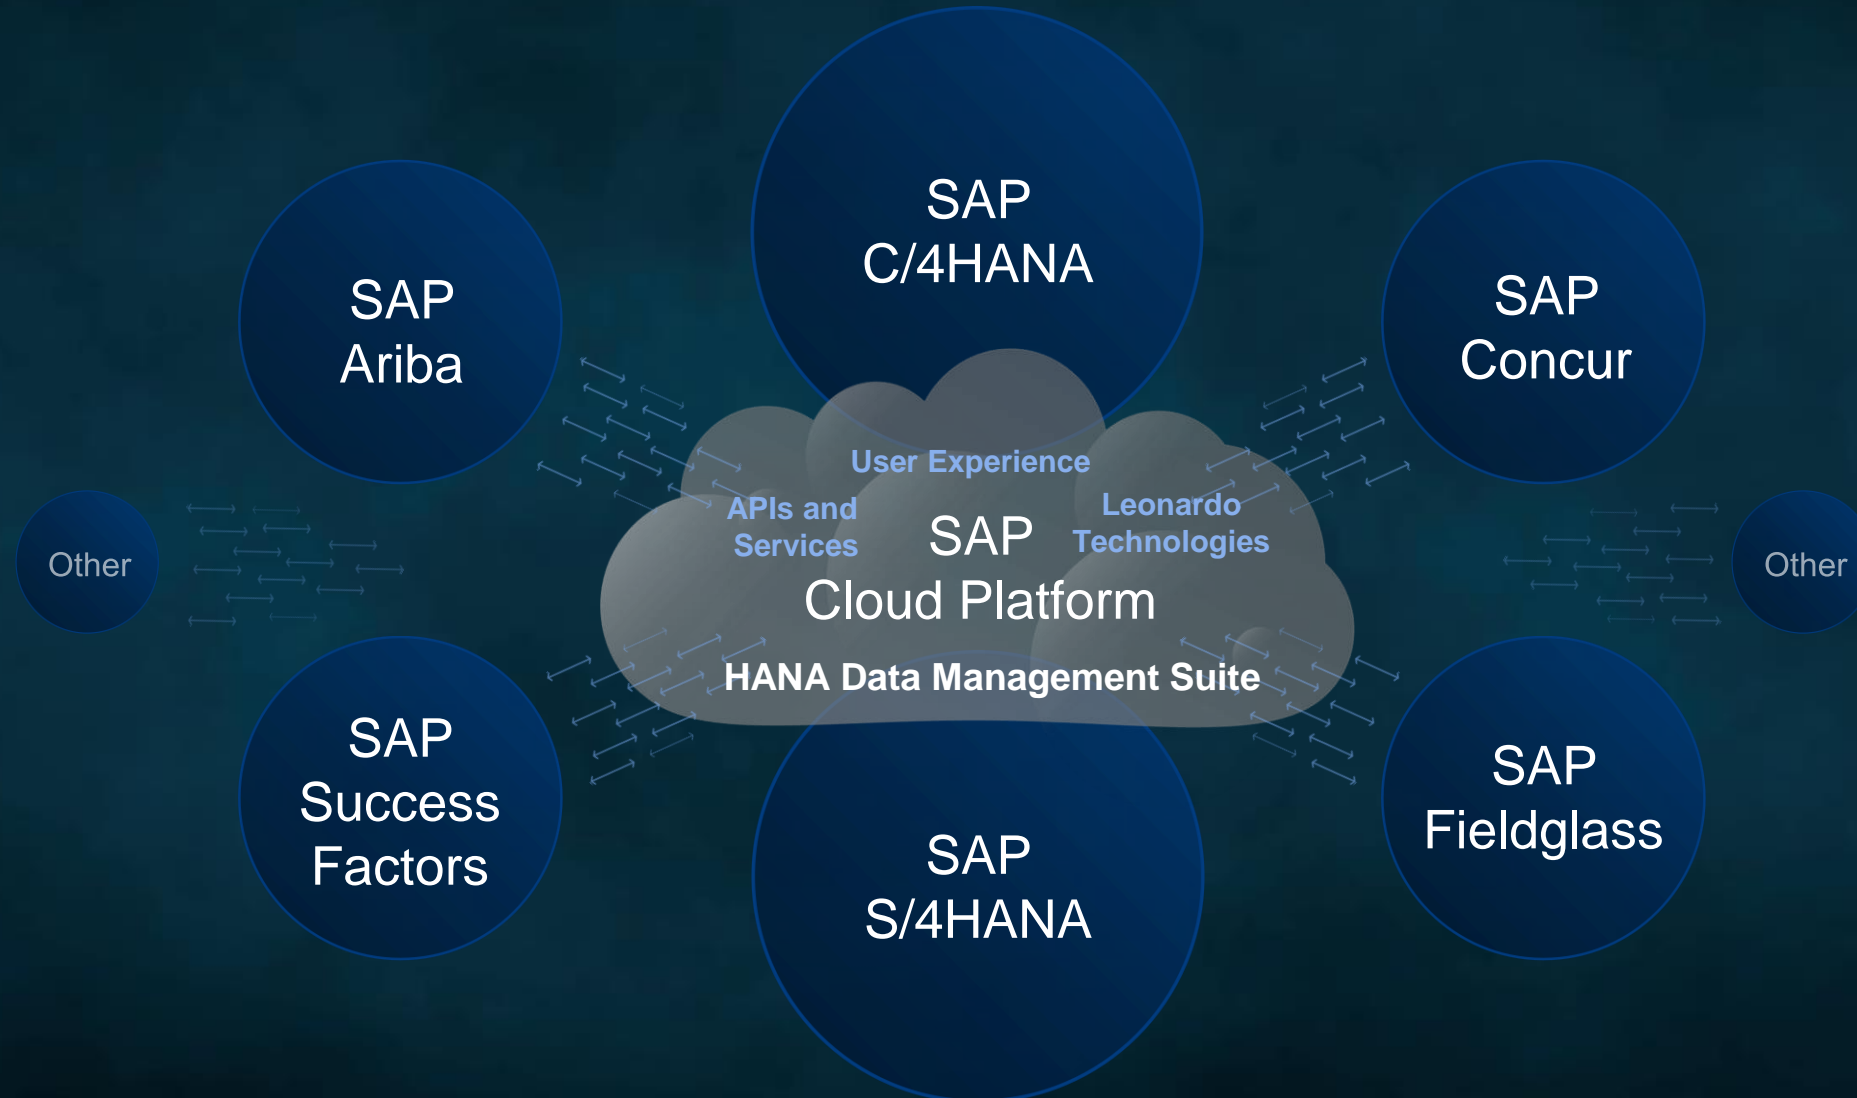 SAP
C/4HANA
SAP
Ariba
SAP
Concur
User Experience
APIs and
Services
Leonardo
Technologies
SAP
Cloud Platform
HANA Data Management Suite
Other
Other
SAP
Success
Factors
SAP
Fieldglass
SAP
S/4HANA